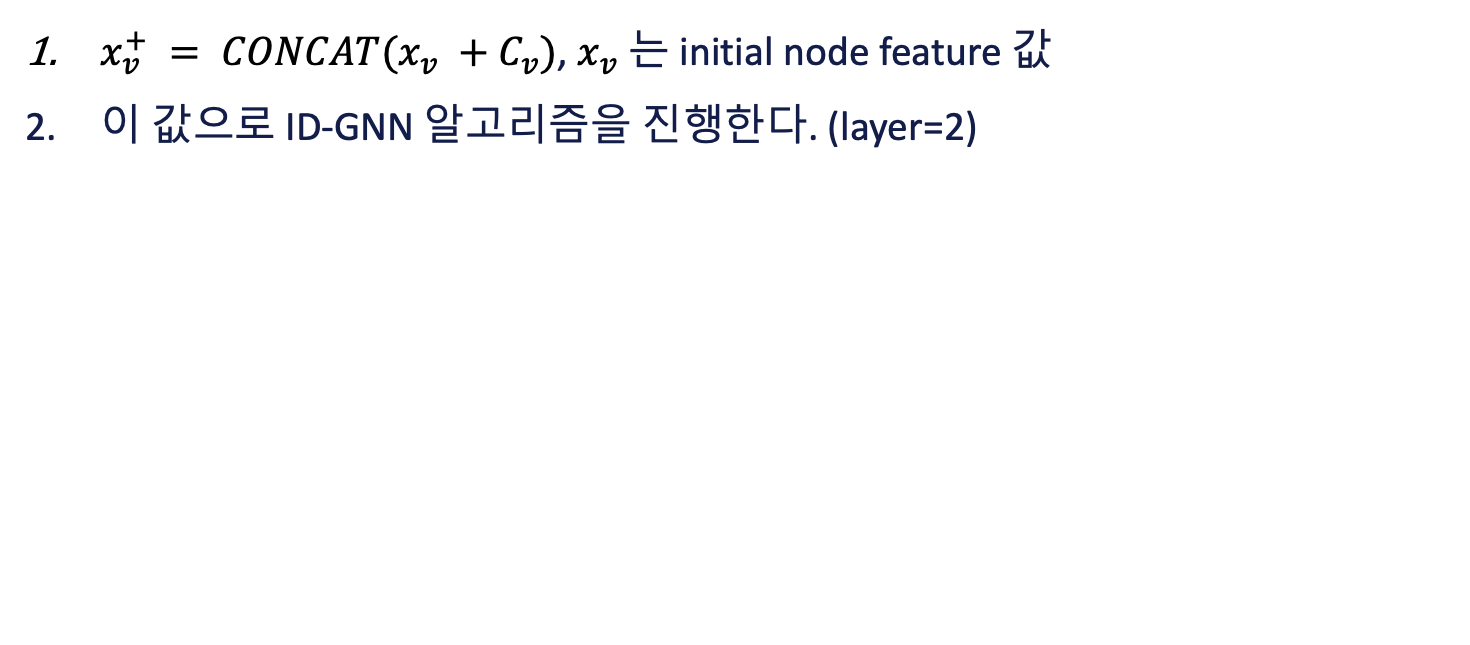 1. x_v^+ = CONCAT(x_v + C_v), x_v 는 initial node feature 값
2. 이 값으로 ID-GNN 알고리즘을 진행한다. (layer=2)